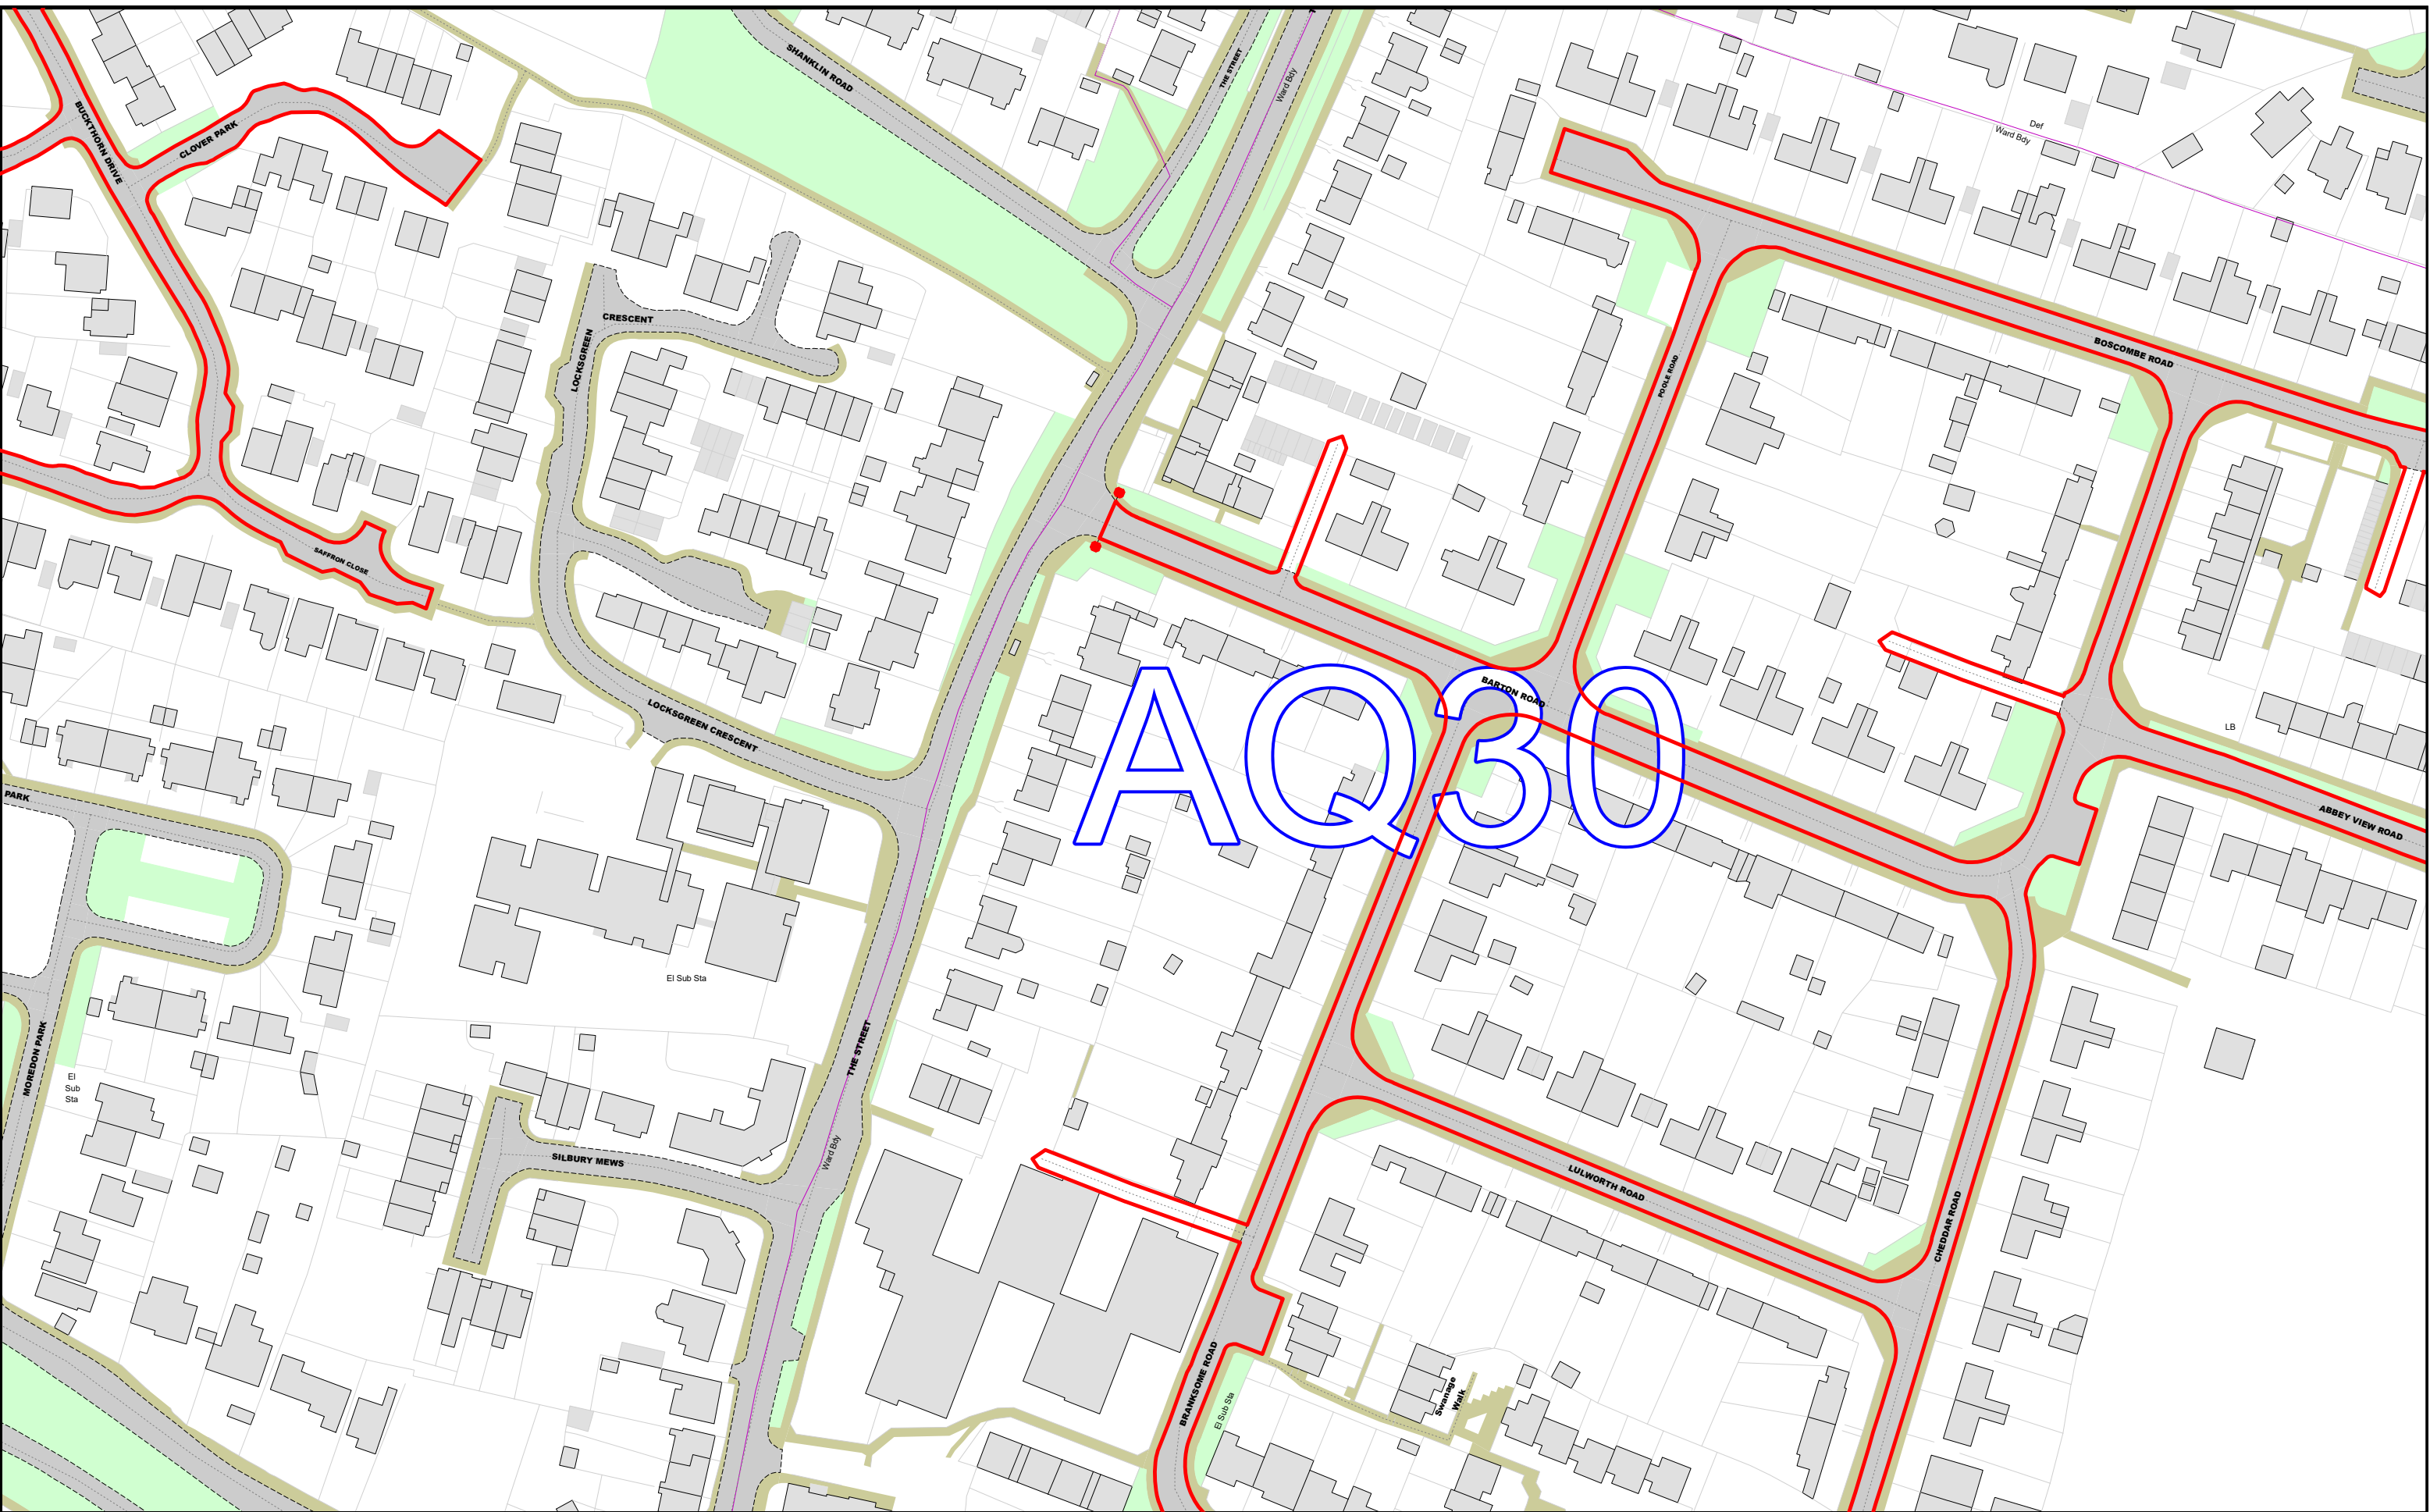 SHANKLIN ROAD
THE STREET
Ward Bdy
BUCKTHORN DRIVE
CLOVER PARK
Def
Ward Bdy
CRESCENT
LOCKSGREEN
BOSCOMBE ROAD
POOLE ROAD
SAFFRON CLOSE
BARTON ROAD
LOCKSGREEN CRESCENT
AQ30
LB
PARK
ABBEY VIEW ROAD
El Sub Sta
THE STREET
MOREDON PARK
El
Sub
Sta
Ward Bdy
SILBURY MEWS
LULWORTH ROAD
CHEDDAR ROAD
BRANKSOME ROAD
El Sub Sta
Swanage
Walk